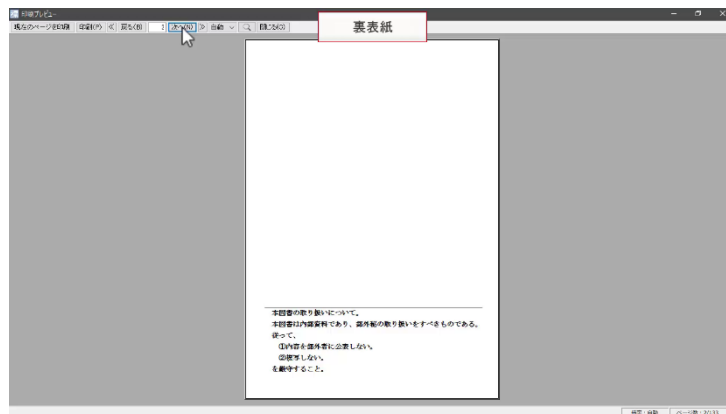 印刷プレビュー
現在のページを印刷 印刷(P) ≪ 戻る(B) 2 次へ(N) ≫ 自動 閉じる(C)
裏表紙
本図書の取り扱いについて。
本図書は内部資料であり、部外秘の取り扱いをすべきものである。
従って、
①内容を部外者に公表しない。
②複写しない。
を厳守すること。